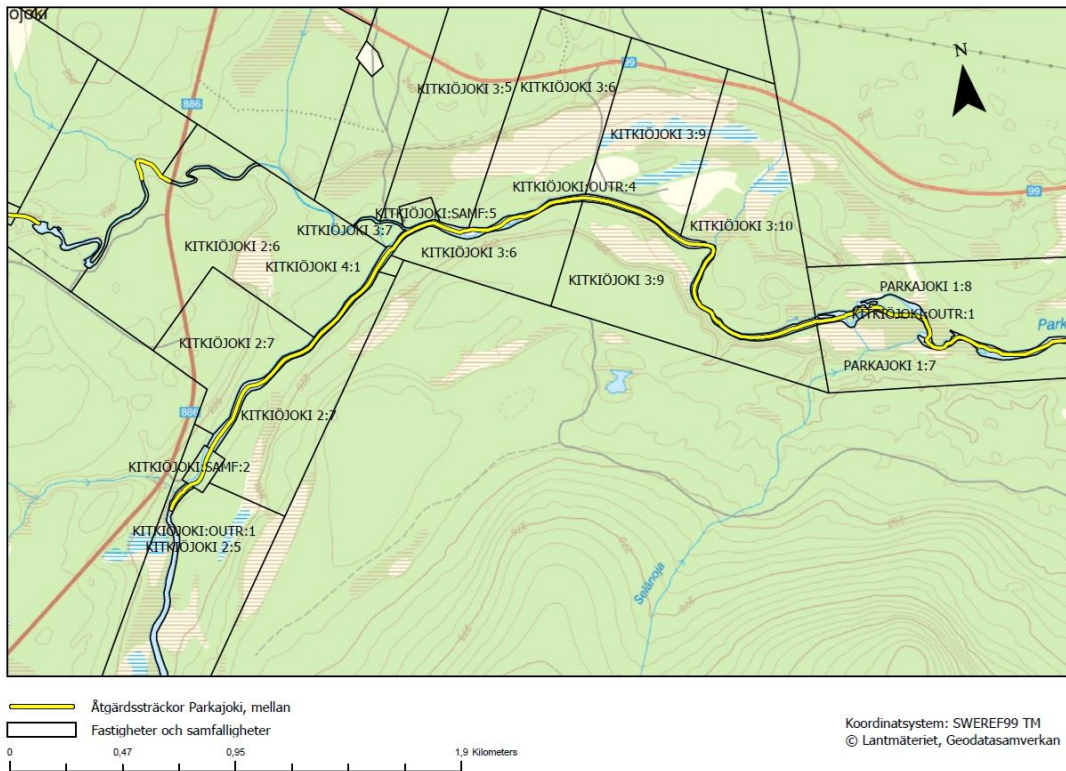 ojoki
N
99
886
KITKIÖJOKI 3:5
KITKIÖJOKI 3:6
KITKIÖJOKI 3:9
99
KITKIÖJOKI:OUTR:4
KITKIÖJOKI:SAMF:5
KITKIÖJOKI 3:7
KITKIÖJOKI 3:10
KITKIÖJOKI 2:6
KITKIÖJOKI 3:6
KITKIÖJOKI 4:1
KITKIÖJOKI 3:9
PARKAJOKI 1:8
KITKIÖJOKI:OUTR:1
Park
KITKIÖJOKI 2:7
PARKAJOKI 1:7
886
KITKIÖJOKI 2:7
KITKIÖJOKI:SAMF:2
KITKIÖJOKI:OUTR:1
KITKIÖJOKI 2:5
Selänoja
Åtgärdssträckor Parkajoki, mellan
Fastigheter och samfälligheter
0 0,47 0,95 1,9 Kilometers
Koordinatsystem: SWEREF99 TM
© Lantmäteriet, Geodatasamverkan